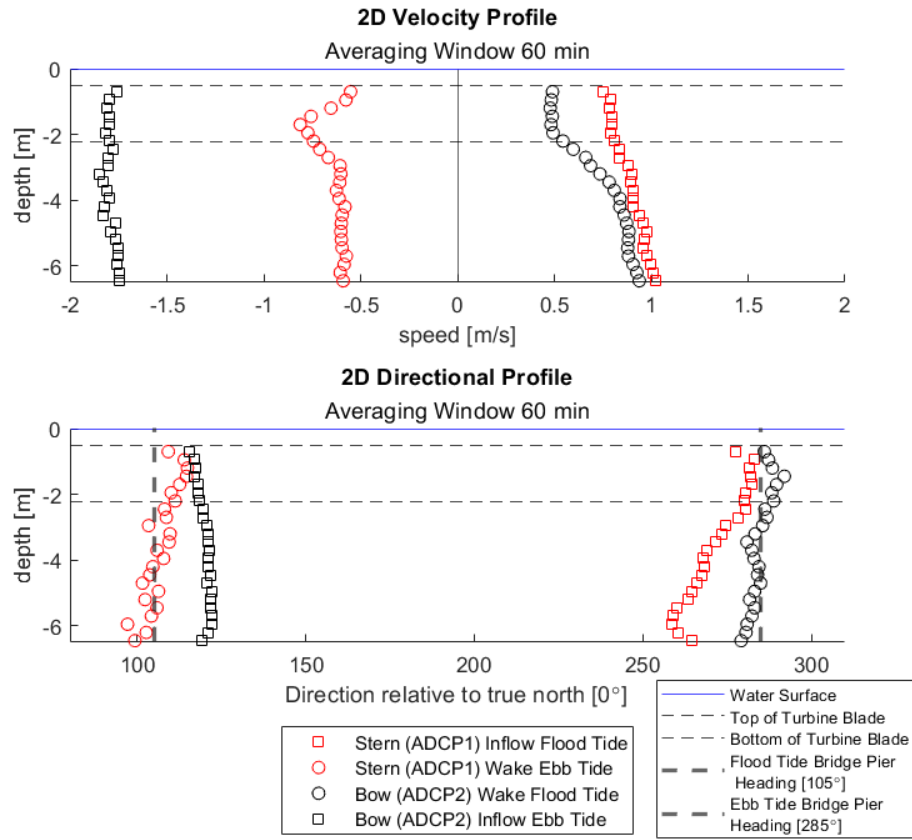 2D Velocity Profile
Averaging Window 60 min
0
-2
-4
-6
depth [m]
-2 -1.5 -1 -0.5 0 0.5 1 1.5 2
speed [m/s]
2D Directional Profile
Averaging Window 60 min
0
-2
-4
-6
depth [m]
100 150 200 250 300
Direction relative to true north [0°]
Stern (ADCP1) Inflow Flood Tide
Stern (ADCP1) Wake Ebb Tide
Bow (ADCP2) Wake Flood Tide
Bow (ADCP2) Inflow Ebb Tide
Water Surface
Top of Turbine Blade
Bottom of Turbine Blade
Flood Tide Bridge Pier
Heading [105°]
Ebb Tide Bridge Pier
Heading [285°]